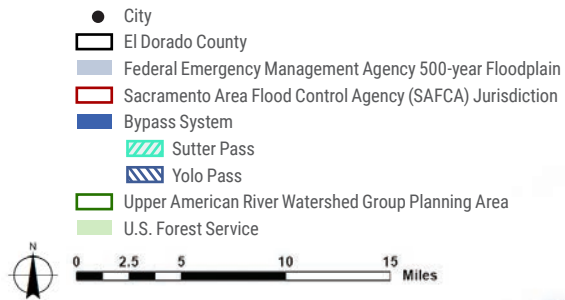 City
El Dorado County
Federal Emergency Management Agency 500-year Floodplain
Sacramento Area Flood Control Agency (SAFCA) Jurisdiction
Bypass System
Sutter Pass
Yolo Pass
Upper American River Watershed Group Planning Area
U.S. Forest Service
N
0 2.5 5 10 15
Miles